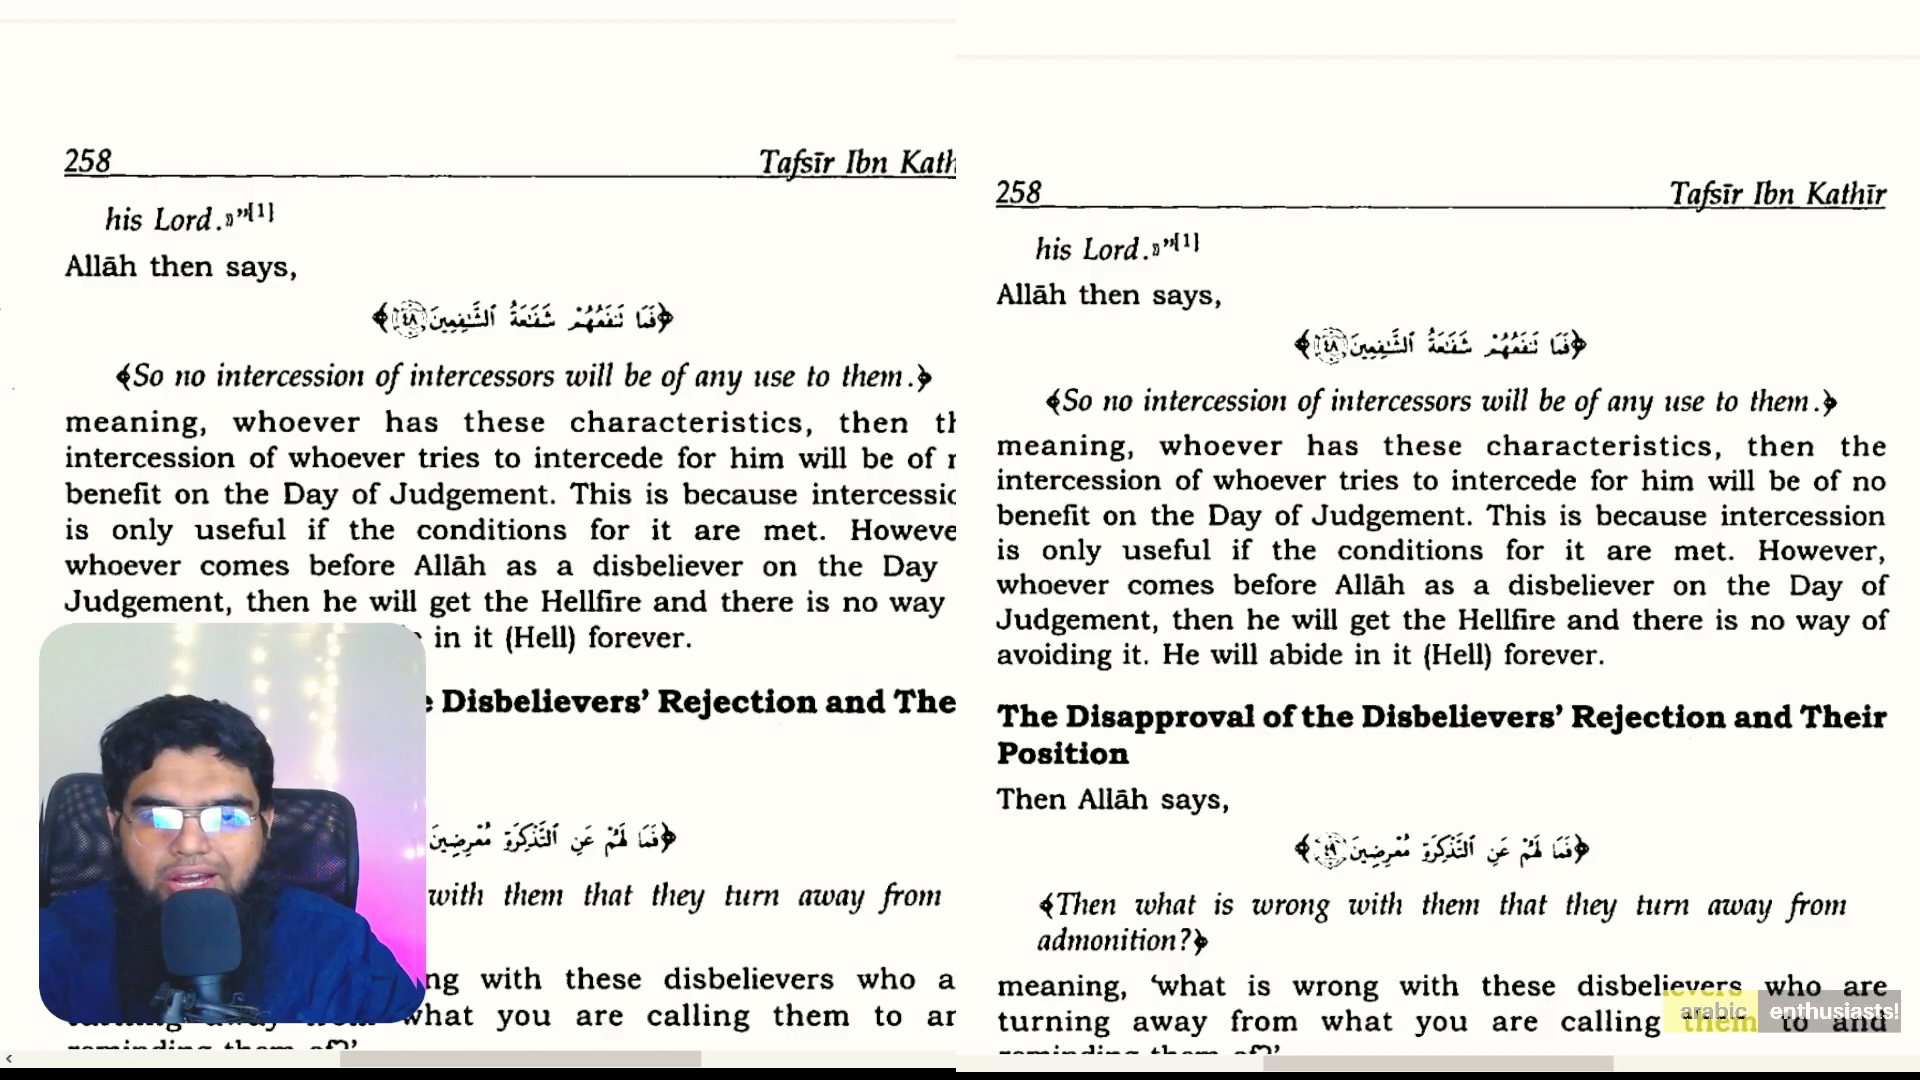 258 Tafsīr Ibn Kath
his Lord.»”[1]
Allāh then says,
﴿فَمَا تَنفَعُهُمْ شَفَٰعَةُ ٱلشَّٰفِعِينَ ٤٨﴾
﴾So no intercession of intercessors will be of any use to them.﴿
meaning, whoever has these characteristics, then th
intercession of whoever tries to intercede for him will be of n
benefit on the Day of Judgement. This is because intercessio
is only useful if the conditions for it are met. Howeve
whoever comes before Allāh as a disbeliever on the Day
Judgement, then he will get the Hellfire and there is no way
in it (Hell) forever.
e Disbelievers’ Rejection and The
﴿فَمَا لَهُمْ عَنِ ٱلتَّذْكِرَةِ مُعْرِضِينَ
with them that they turn away from
ng with these disbelievers who a
turning away from what you are calling them to an
reminding them of?’
258 Tafsīr Ibn Kathīr
his Lord.»”[1]
Allāh then says,
﴿فَمَا تَنفَعُهُمْ شَفَٰعَةُ ٱلشَّٰفِعِينَ ٤٨﴾
﴾So no intercession of intercessors will be of any use to them.﴿
meaning, whoever has these characteristics, then the
intercession of whoever tries to intercede for him will be of no
benefit on the Day of Judgement. This is because intercession
is only useful if the conditions for it are met. However,
whoever comes before Allāh as a disbeliever on the Day of
Judgement, then he will get the Hellfire and there is no way of
avoiding it. He will abide in it (Hell) forever.
The Disapproval of the Disbelievers’ Rejection and Their
Position
Then Allāh says,
﴿فَمَا لَهُمْ عَنِ ٱلتَّذْكِرَةِ مُعْرِضِينَ ٤٩﴾
﴾Then what is wrong with them that they turn away from
admonition?﴿
meaning, ‘what is wrong with these disbelievers who are
turning away from what you are calling them to and
reminding them of?’
arabic enthusiasts!